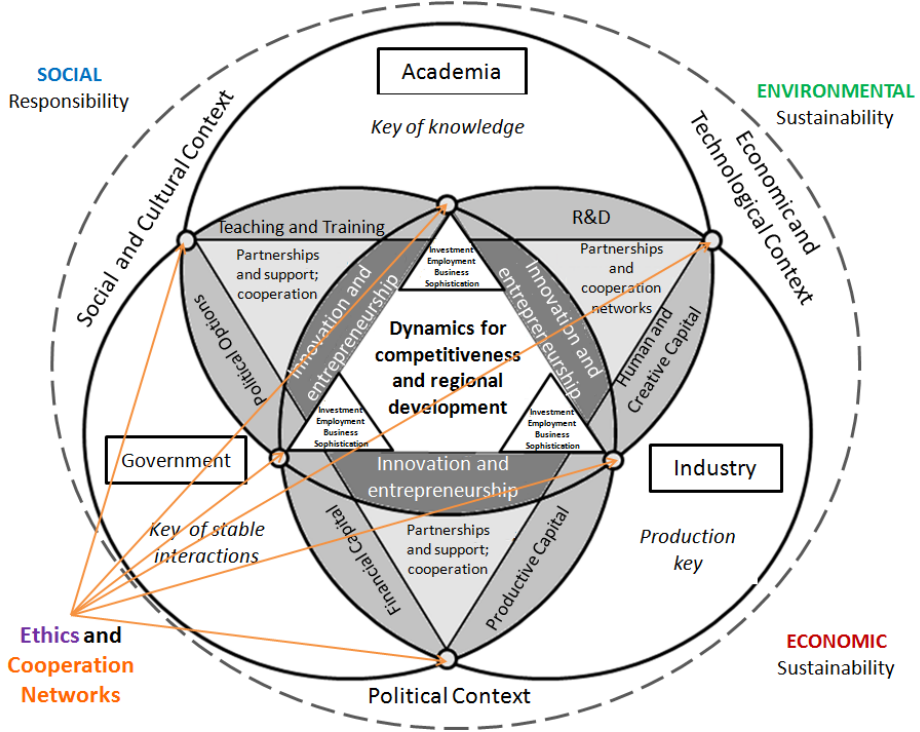 SOCIAL
Responsibility
Academia
Key of knowledge
ENVIRONMENTAL
Sustainability
Social and Cultural Context
Economic and
Technological Context
Teaching and Training
R&D
Partnerships
and support;
cooperation
Investment
Employment
Business
Sophistication
Partnerships
and
cooperation
networks
Political Options
Innovation and
entrepreneurship
Dynamics for
competitiveness
and regional
development
Innovation and
entrepreneurship
Human and
Creative Capital
Investment
Employment
Business
Sophistication
Investment
Employment
Business
Sophistication
Government
Innovation and
entrepreneurship
Industry
Key of stable
interactions
Financial Capital
Partnerships
and support;
cooperation
Productive Capital
Production
key
Ethics and
Cooperation
Networks
Political Context
ECONOMIC
Sustainability